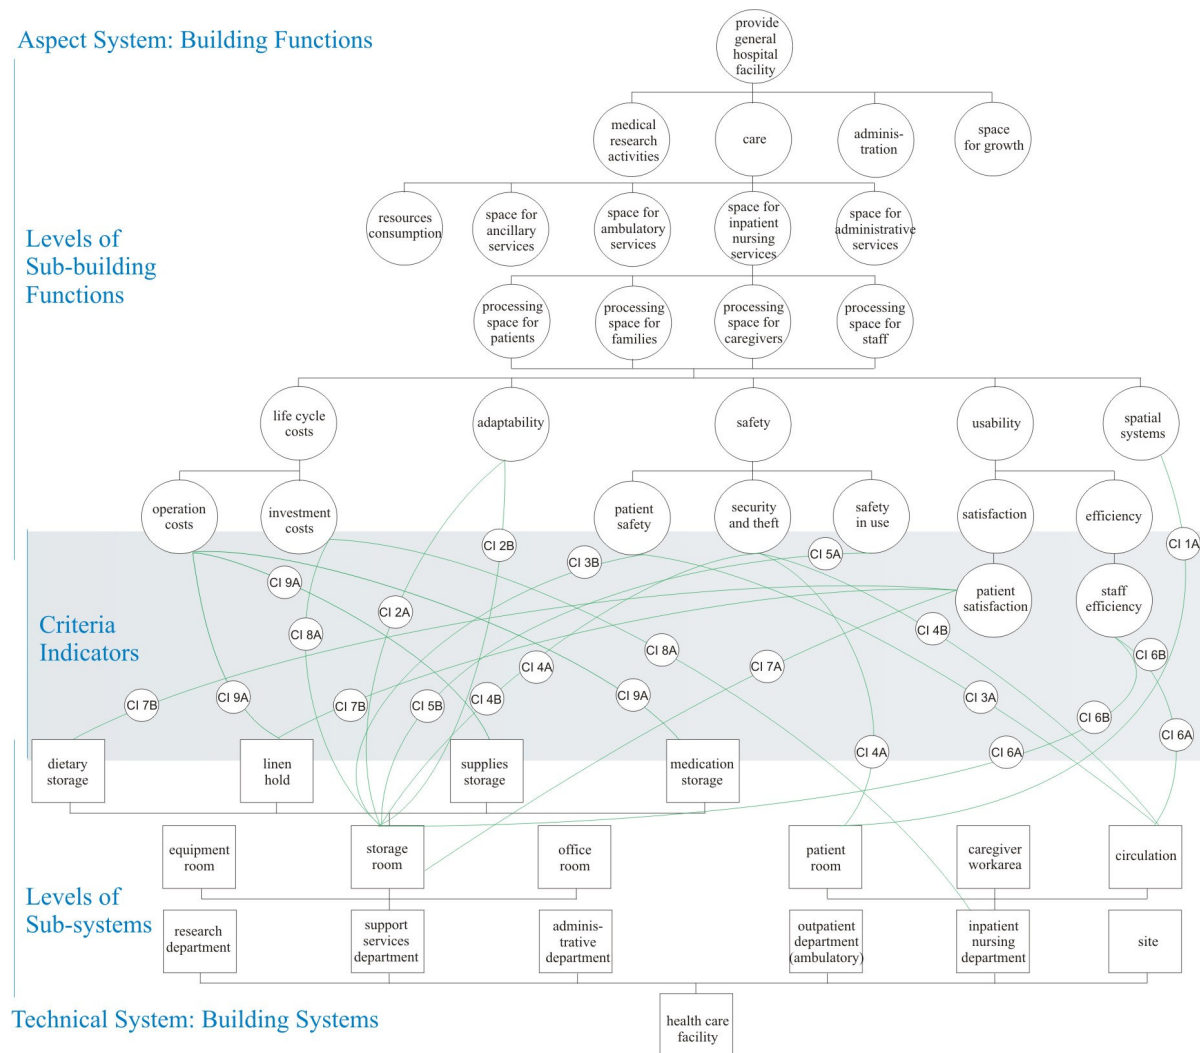 Aspect System: Building Functions
provide
general
hospital
facility
medical
research
activities
care
adminis-
tration
space
for growth
Levels of
Sub-building
Functions
resources
consumption
space for
ancillary
services
space for
ambulatory
services
space for
inpatient
nursing
services
space for
administrative
services
processing
space for
patients
processing
space for
families
processing
space for
caregivers
processing
space for
staff
life cycle
costs
adaptability
safety
usability
spatial
systems
operation
costs
investment
costs
patient
safety
security
and theft
safety
in use
satisfaction
efficiency
CI 2B
CI 3B
CI 5A
CI 1A
CI 9A
CI 2A
patient
satisfaction
staff
efficiency
Criteria
Indicators
CI 8A
CI 4B
CI 8A
CI 4A
CI 7A
CI 6B
CI 7B
CI 9A
CI 7B
CI 5B
CI 4B
CI 9A
CI 3A
CI 6B
CI 6A
CI 4A
CI 6A
dietary
storage
linen
hold
supplies
storage
medication
storage
equipment
room
storage
room
office
room
patient
room
caregiver
workarea
circulation
Levels of
Sub-systems
research
department
support
services
department
adminis-
trative
department
outpatient
department
(ambulatory)
inpatient
nursing
department
site
health care
facility
Technical System: Building Systems